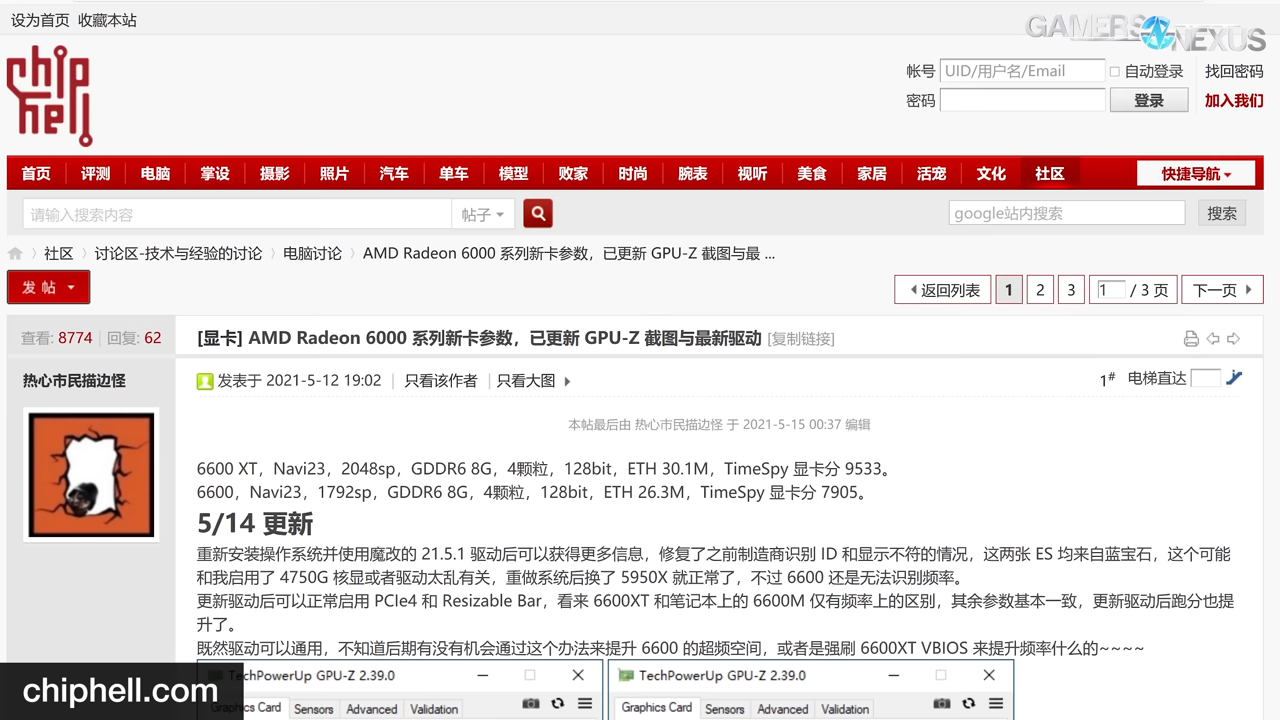 设为首页 收藏本站
GAMERS NEXUS
chip hell
帐号 UID/用户名/Email 自动登录 找回密码
密码 登录 加入我们
首页 评测 电脑 掌设 摄影 照片 汽车 单车 模型 败家 时尚 腕表 视听 美食 家居 活宠 文化 社区 快捷导航
请输入搜索内容 帖子 google站内搜索 搜索
社区 讨论区-技术与经验的讨论 电脑讨论 AMD Radeon 6000 系列新卡参数，已更新 GPU-Z 截图与最 ...
发帖 返回列表 1 2 3 1 / 3 页 下一页
查看: 8774 回复: 62 [显卡] AMD Radeon 6000 系列新卡参数，已更新 GPU-Z 截图与最新驱动 [复制链接]
热心市民描边怪 发表于 2021-5-12 19:02 只看该作者 只看大图 1# 电梯直达
本帖最后由 热心市民描边怪 于 2021-5-15 00:37 编辑
6600 XT，Navi23，2048sp，GDDR6 8G，4颗粒，128bit，ETH 30.1M，TimeSpy 显卡分 9533。
6600，Navi23，1792sp，GDDR6 8G，4颗粒，128bit，ETH 26.3M，TimeSpy 显卡分 7905。
5/14 更新
重新安装操作系统并使用魔改的 21.5.1 驱动后可以获得更多信息，修复了之前制造商识别 ID 和显示不符的情况，这两张 ES 均来自蓝宝石，这个可能
和我启用了 4750G 核显或者驱动太乱有关，重做系统后换了 5950X 就正常了，不过 6600 还是无法识别频率。
更新驱动后可以正常启用 PCIe4 和 Resizable Bar，看来 6600XT 和笔记本上的 6600M 仅有频率上的区别，其余参数基本一致，更新驱动后跑分也提
升了。
既然驱动可以通用，不知道后期有没有机会通过这个办法来提升 6600 的超频空间，或者是强刷 6600XT VBIOS 来提升频率什么的~~~~
TechPowerUp GPU-Z 2.39.0 TechPowerUp GPU-Z 2.39.0
Graphics Card Sensors Advanced Validation Graphics Card Sensors Advanced Validation
chiphell.com